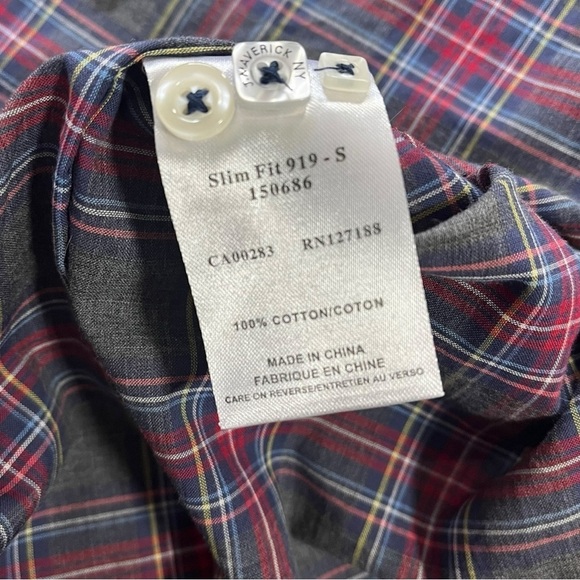 J.MAVERICK NY
Slim Fit 919 - S
150686
CA00283 RN127188
100% COTTON/COTON
MADE IN CHINA
FABRIQUE EN CHINE
CARE ON REVERSE/ENTRETIEN AU VERSO